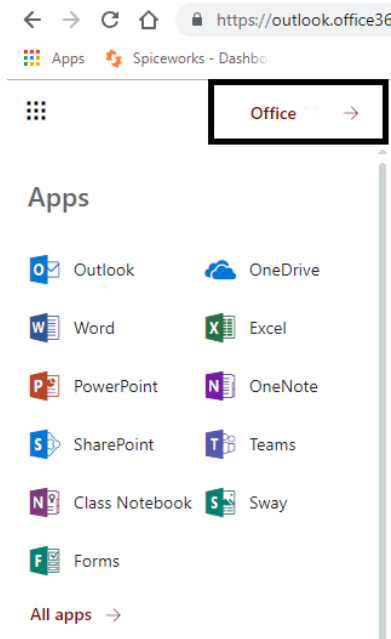 https://outlook.office36
Apps Spiceworks - Dashbo
Office →
Apps
Outlook OneDrive
Word Excel
PowerPoint OneNote
SharePoint Teams
Class Notebook Sway
Forms
All apps →